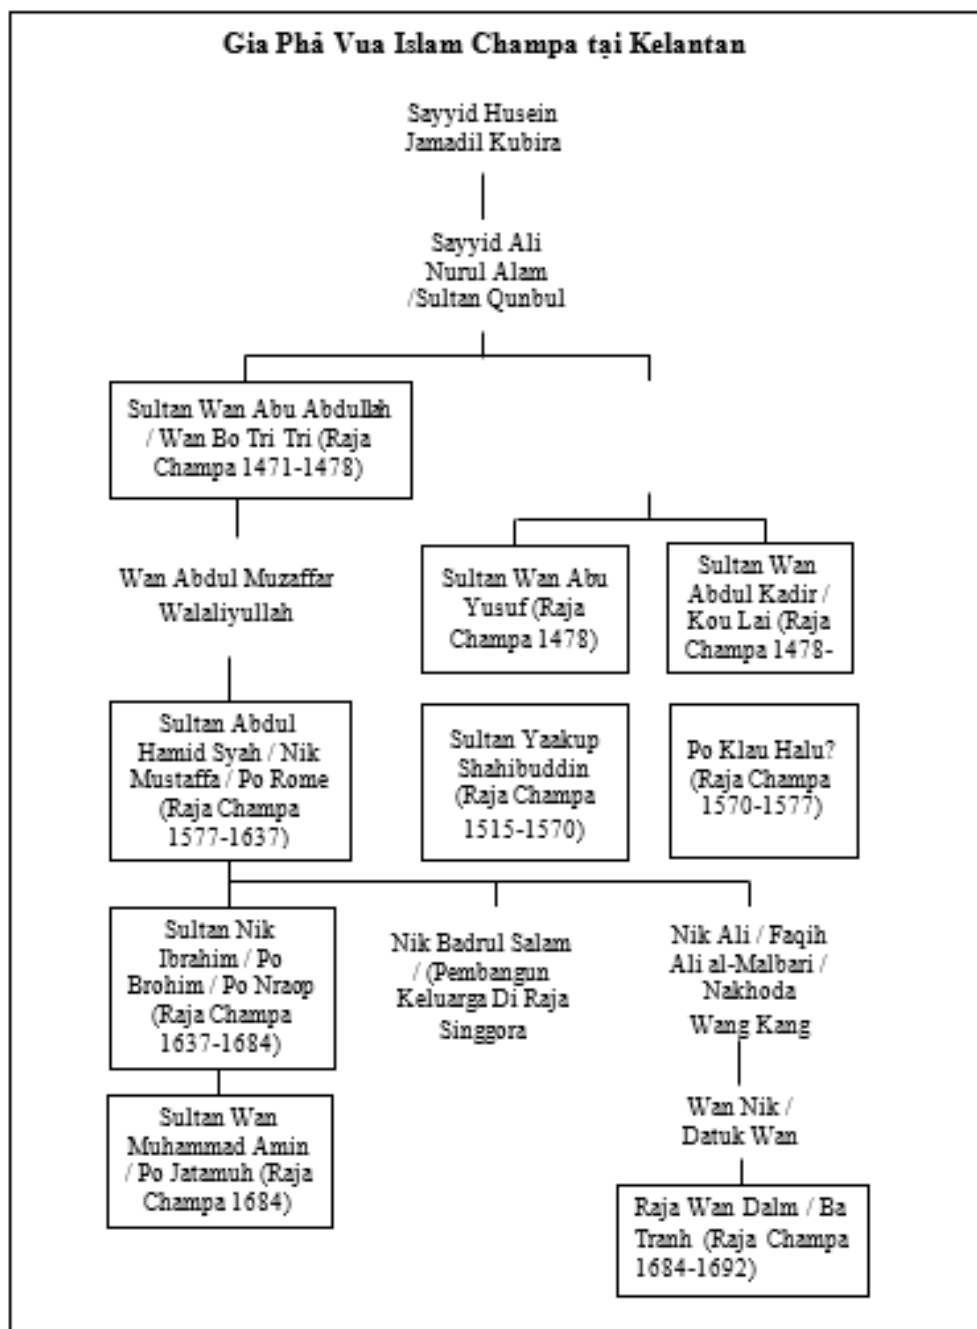 Gia Phả Vua Islam Champa tại Kelantan
Sayyid Husein
Jamadil Kubira
Sayyid Ali
Nurul Alam
/Sultan Qunbul
Sultan Wan Abu Abdullah
/ Wan Bo Tri Tri (Raja
Champa 1471-1478)
Wan Abdul Muzaffar
Walaliyullah
Sultan Wan Abu
Yusuf (Raja
Champa 1478)
Sultan Wan
Abdul Kadir /
Kou Lai (Raja
Champa 1478-
Sultan Abdul
Hamid Syah / Nik
Mustaffa / Po Rome
(Raja Champa
1577-1637)
Sultan Yaakup
Shahibuddin
(Raja Champa
1515-1570)
Po Klau Halu?
(Raja Champa
1570-1577)
Sultan Nik
Ibrahim / Po
Brohim / Po Nraop
(Raja Champa
1637-1684)
Nik Badrul Salam
/ (Pembangun
Keluarga Di Raja
Singgora
Nik Ali / Faqih
Ali al-Malbari /
Nakhoda
Wang Kang
Sultan Wan
Muhammad Amin
/ Po Jatamuh (Raja
Champa 1684)
Wan Nik /
Datuk Wan
Raja Wan Dalm / Ba
Tranh (Raja Champa
1684-1692)